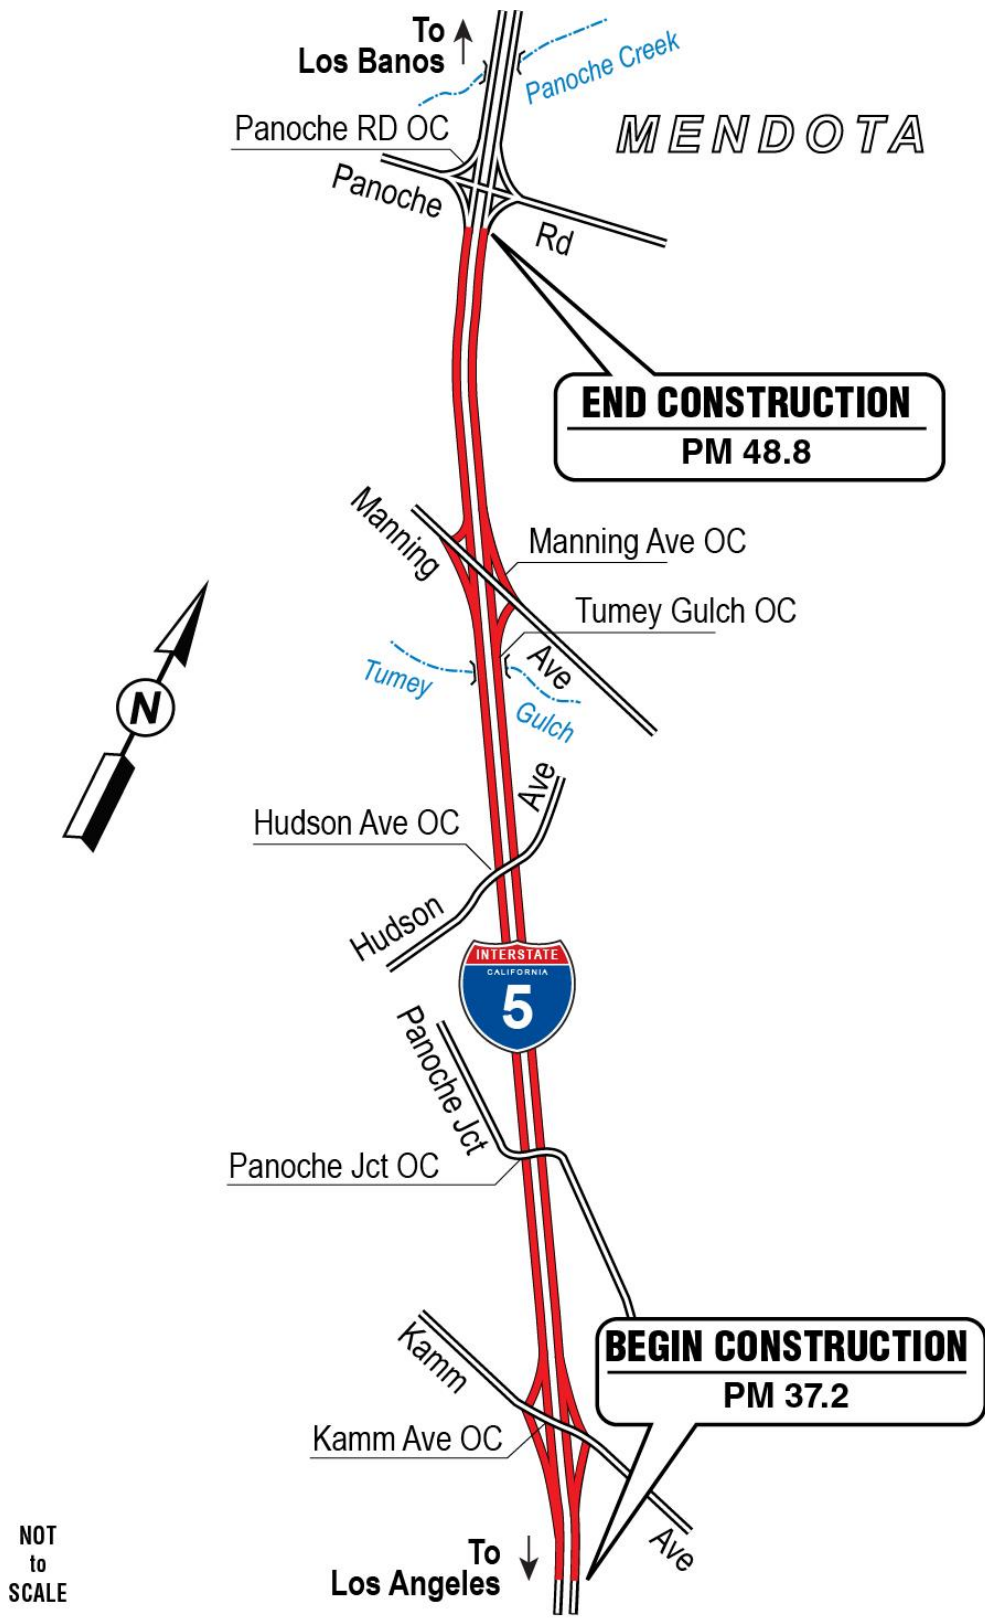 To
Los Banos
Panoche Creek
Panoche RD OC
MENDOTA
Panoche
Rd
END CONSTRUCTION
PM 48.8
Manning
Manning Ave OC
Tumey Gulch OC
Ave
Tumey
Gulch
N
Ave
Hudson Ave OC
Hudson
INTERSTATE
CALIFORNIA
5
Panoche Jct
Panoche Jct OC
BEGIN CONSTRUCTION
PM 37.2
Kamm
Kamm Ave OC
Ave
NOT
to
SCALE
To
Los Angeles